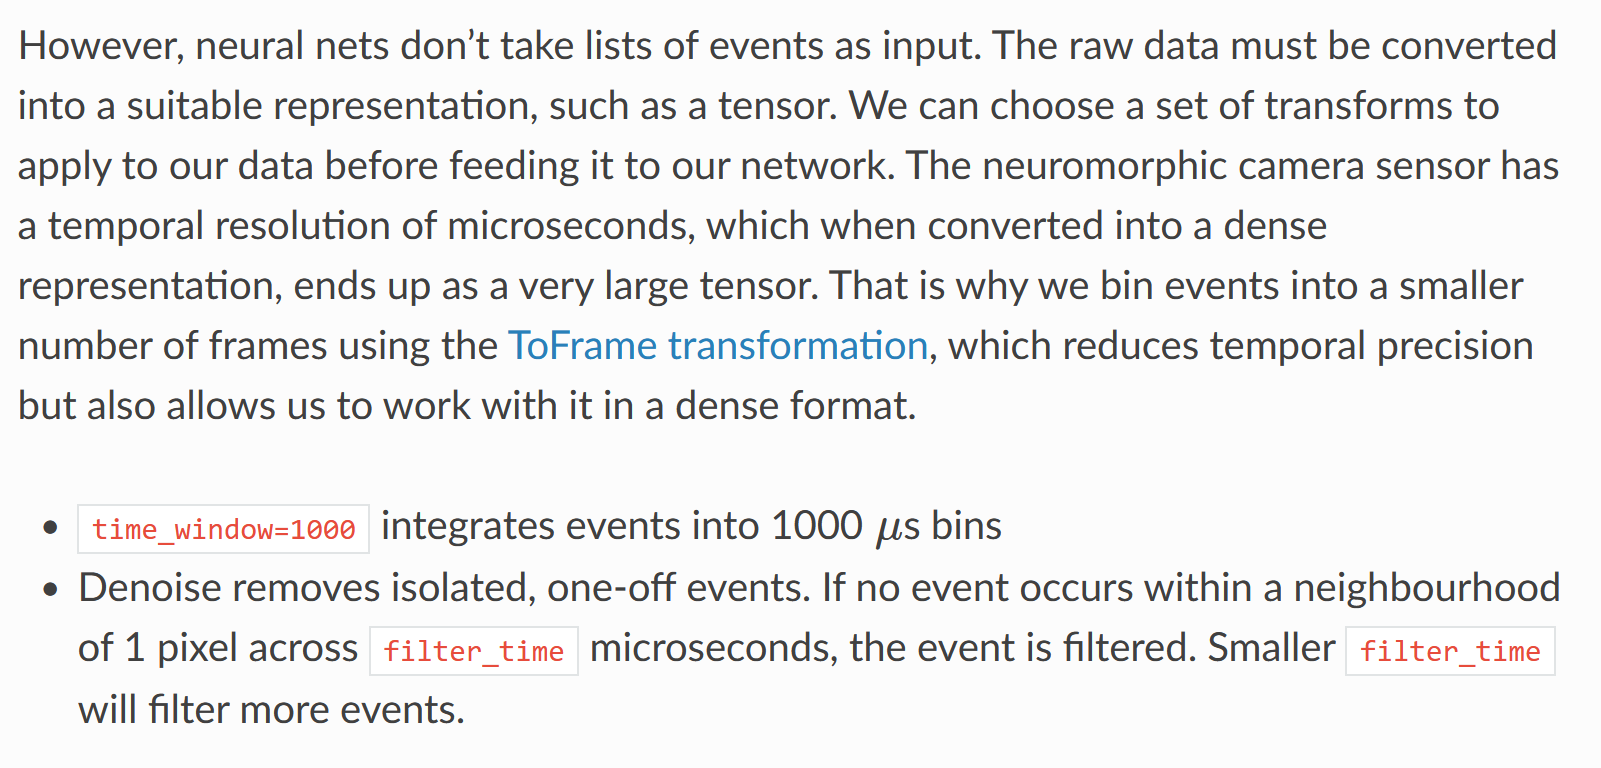 However, neural nets don’t take lists of events as input. The raw data must be converted
into a suitable representation, such as a tensor. We can choose a set of transforms to
apply to our data before feeding it to our network. The neuromorphic camera sensor has
a temporal resolution of microseconds, which when converted into a dense
representation, ends up as a very large tensor. That is why we bin events into a smaller
number of frames using the ToFrame transformation, which reduces temporal precision
but also allows us to work with it in a dense format.
• time_window=1000 integrates events into 1000 μs bins
• Denoise removes isolated, one-off events. If no event occurs within a neighbourhood
of 1 pixel across filter_time microseconds, the event is filtered. Smaller filter_time
will filter more events.